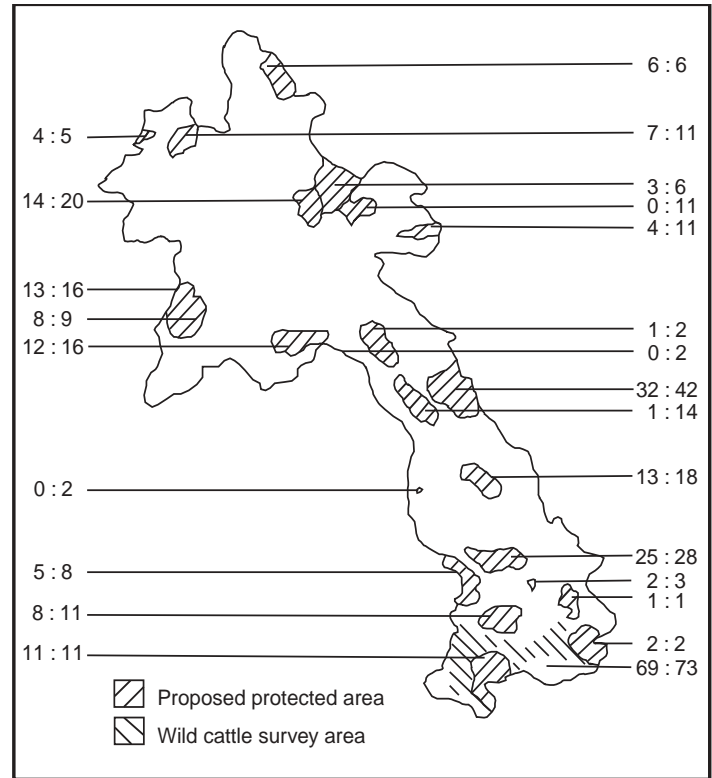 6 : 6
4 : 5
7 : 11
3 : 6
14 : 20
0 : 11
4 : 11
13 : 16
8 : 9
1 : 2
12 : 16
0 : 2
32 : 42
1 : 14
13 : 18
0 : 2
25 : 28
5 : 8
2 : 3
1 : 1
8 : 11
2 : 2
11 : 11
69 : 73
Proposed protected area
Wild cattle survey area